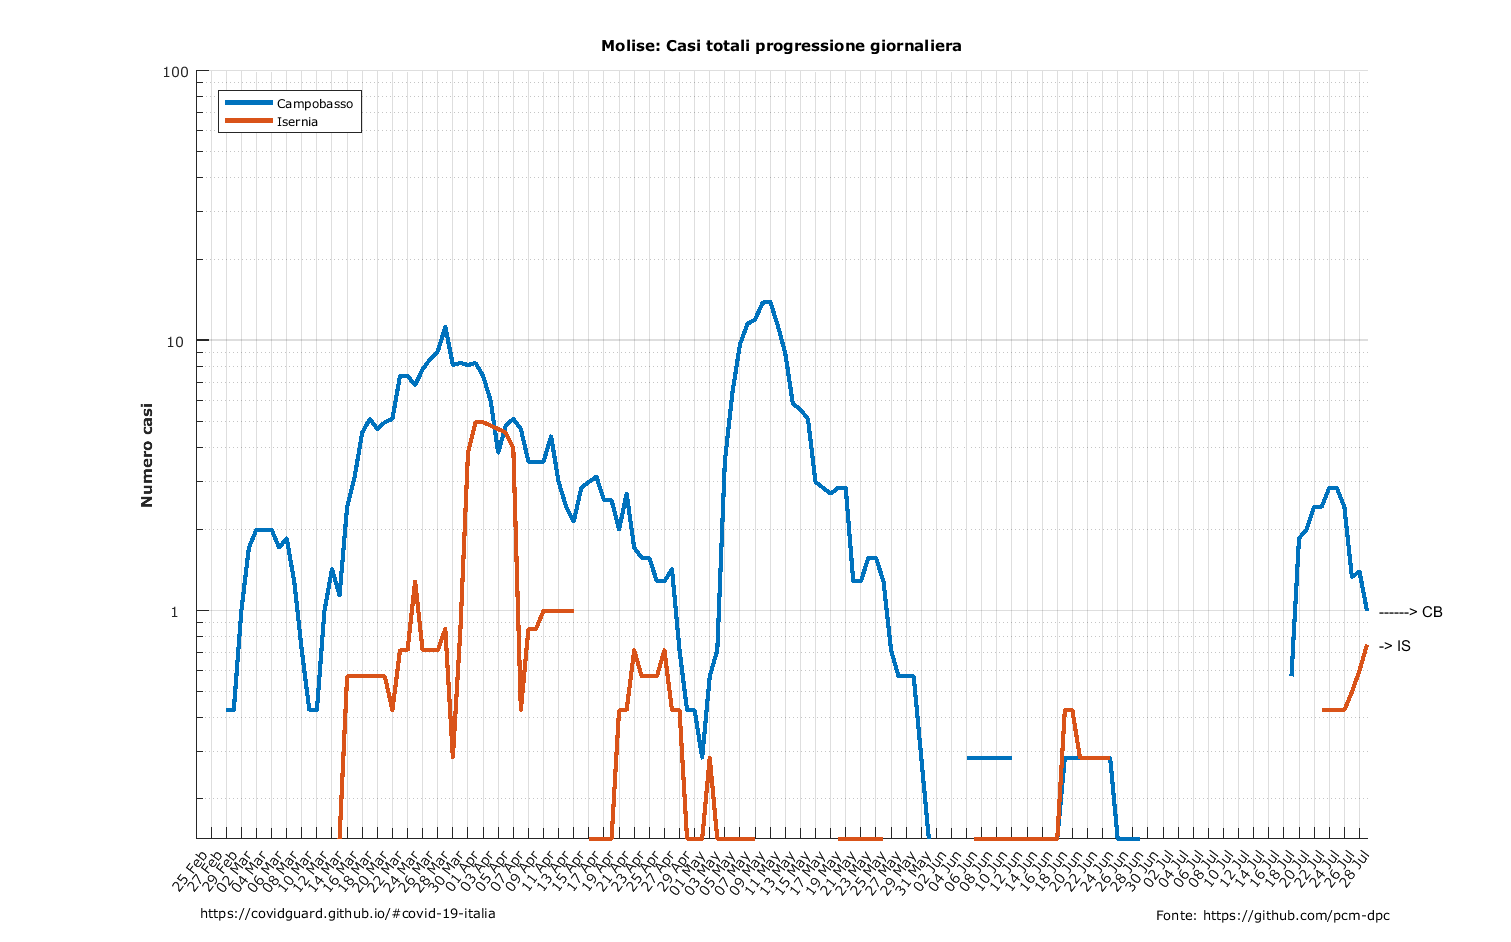 Molise: Casi totali progressione giornaliera
100
10
1
Numero casi
Campobasso
Isernia
------> CB
-> IS
25 Feb
27 Feb
29 Feb
02 Mar
04 Mar
06 Mar
08 Mar
10 Mar
12 Mar
14 Mar
16 Mar
18 Mar
20 Mar
22 Mar
24 Mar
26 Mar
28 Mar
30 Mar
01 Apr
03 Apr
05 Apr
07 Apr
09 Apr
11 Apr
13 Apr
15 Apr
17 Apr
19 Apr
21 Apr
23 Apr
25 Apr
27 Apr
29 Apr
01 May
03 May
05 May
07 May
09 May
11 May
13 May
15 May
17 May
19 May
21 May
23 May
25 May
27 May
29 May
31 May
02 Jun
04 Jun
06 Jun
08 Jun
10 Jun
12 Jun
14 Jun
16 Jun
18 Jun
20 Jun
22 Jun
24 Jun
26 Jun
28 Jun
30 Jun
02 Jul
04 Jul
06 Jul
08 Jul
10 Jul
12 Jul
14 Jul
16 Jul
18 Jul
20 Jul
22 Jul
24 Jul
26 Jul
28 Jul
https://covidguard.github.io/#covid-19-italia
Fonte: https://github.com/pcm-dpc